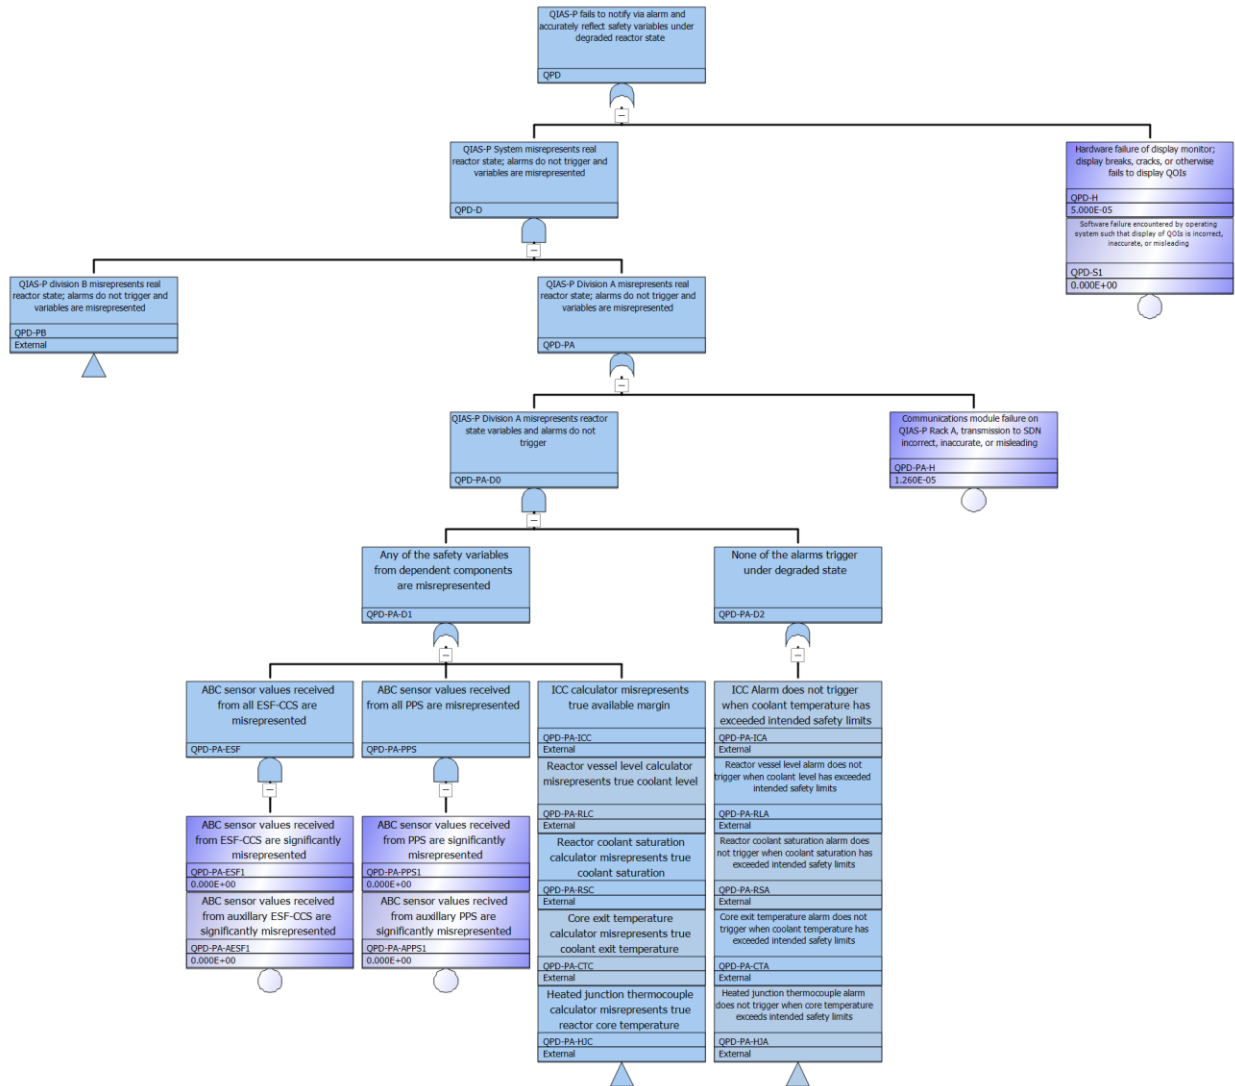 QIAS-P fails to notify via alarm and
accurately reflect safety variables under
degraded reactor state
QPD
QIAS-P System misrepresents real
reactor state; alarms do not trigger and
variables are misrepresented
QPD-D
Hardware failure of display monitor;
display breaks, cracks, or otherwise
fails to display QOIs
QPD-H
5.000E-05
Software failure encountered by operating
system such that display of QOIs is incorrect,
inaccurate, or misleading
QPD-S1
0.000E+00
QIAS-P division B misrepresents real
reactor state; alarms do not trigger and
variables are misrepresented
QPD-PB
External
QIAS-P Division A misrepresents real
reactor state; alarms do not trigger and
variables are misrepresented
QPD-PA
QIAS-P Division A misrepresents reactor
state variables and alarms do not
trigger
QPD-PA-D0
Communications module failure on
QIAS-P Rack A, transmission to SDN
incorrect, inaccurate, or misleading
QPD-PA-H
1.260E-05
Any of the safety variables
from dependent components
are misrepresented
QPD-PA-D1
None of the alarms trigger
under degraded state
QPD-PA-D2
ABC sensor values received
from all ESF-CCS are
misrepresented
QPD-PA-ESF
ABC sensor values received
from all PPS are misrepresented
QPD-PA-PPS
ICC calculator misrepresents
true available margin
QPD-PA-ICC
External
Reactor vessel level calculator
misrepresents true coolant level
QPD-PA-RLC
External
Reactor coolant saturation
calculator misrepresents true
coolant saturation
QPD-PA-RSC
External
Core exit temperature
calculator misrepresents true
coolant exit temperature
QPD-PA-CTC
External
Heated junction thermocouple
calculator misrepresents true
reactor core temperature
QPD-PA-HJC
External
ICC Alarm does not trigger
when coolant temperature has
exceeded intended safety limits
QPD-PA-ICA
External
Reactor vessel level alarm does not
trigger when coolant level has exceeded
intended safety limits
QPD-PA-RLA
External
Reactor coolant saturation alarm does
not trigger when coolant saturation has
exceeded intended safety limits
QPD-PA-RSA
External
Core exit temperature alarm does not
trigger when coolant temperature has
exceeded intended safety limits
QPD-PA-CTA
External
Heated junction thermocouple alarm
does not trigger when core temperature
exceeds intended safety limits
QPD-PA-HJA
External
ABC sensor values received
from ESF-CCS are significantly
misrepresented
QPD-PA-ESF1
0.000E+00
ABC sensor values received
from auxillary ESF-CCS are
significantly misrepresented
QPD-PA-AESF1
0.000E+00
ABC sensor values received
from PPS are significantly
misrepresented
QPD-PA-PPS1
0.000E+00
ABC sensor values recived
from auxillary PPS are
significantly misrepresented
QPD-PA-APPS1
0.000E+00